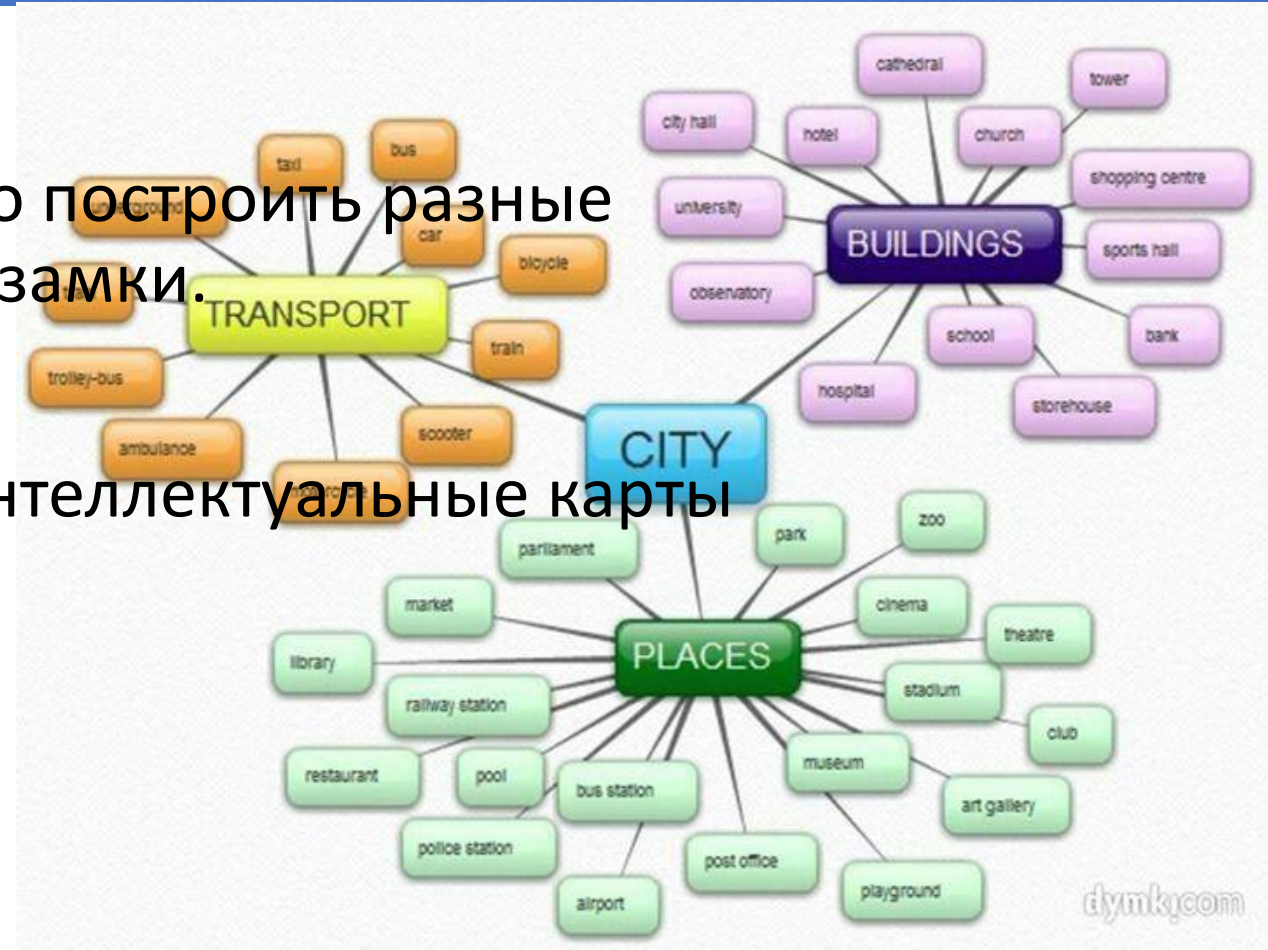 cathedral
tower
city hall
hotel
church
taxi
bus
shopping centre
о построить разные
underground
university
car
BUILDINGS
sports hall
bicycle
замки.
observatory
TRANSPORT
school
bank
train
trolley-bus
hospital
storehouse
scooter
ambulance
CITY
motorcycle
нтеллектуальные карты
zoo
park
parliament
market
cinema
theatre
PLACES
library
stadium
railway station
club
museum
restaurant
pool
bus station
art gallery
police station
post office
playground
airport
dymkj.com